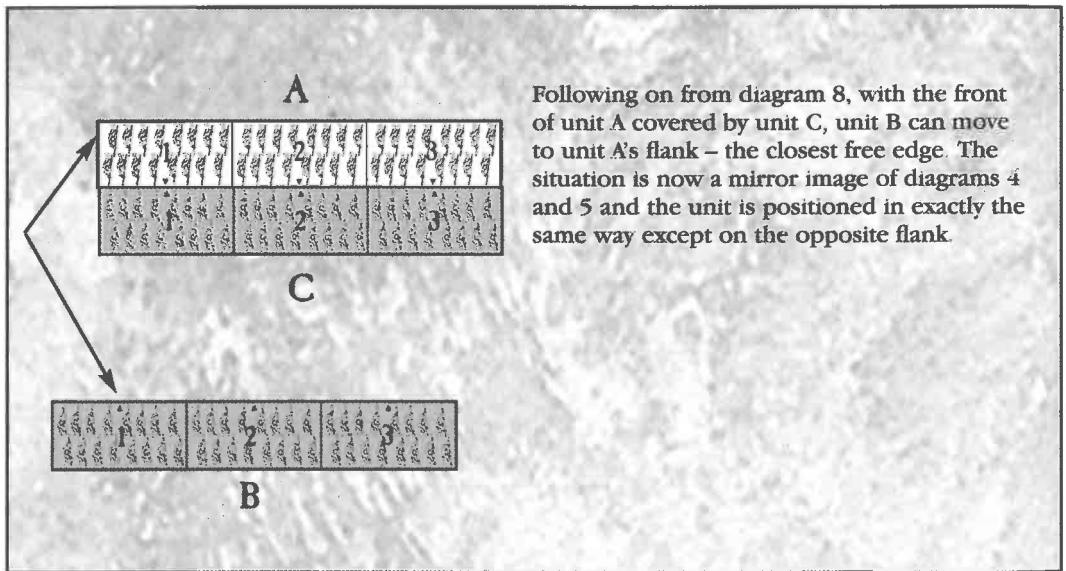 A
Following on from diagram 8, with the front
of unit A covered by unit C, unit B can move
to unit A's flank – the closest free edge. The
situation is now a mirror image of diagrams 4
and 5 and the unit is positioned in exactly the
same way except on the opposite flank.
1 2 3
1 2 3
C
1 2 3
B